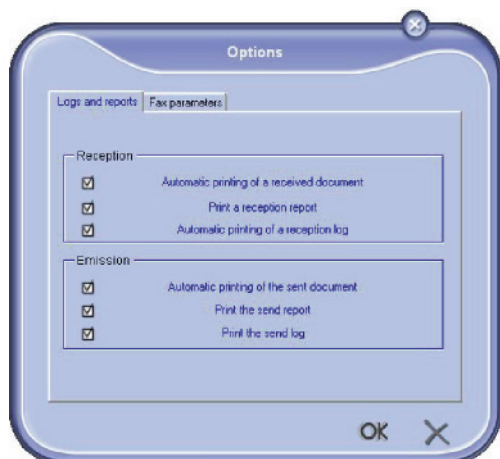 Options
Logs and reports Fax parameters
Reception
Automatic printing of a received document
Print a reception report
Automatic printing of a reception log
Emission
Automatic printing of the sent document
Print the send report
Print the send log
OK